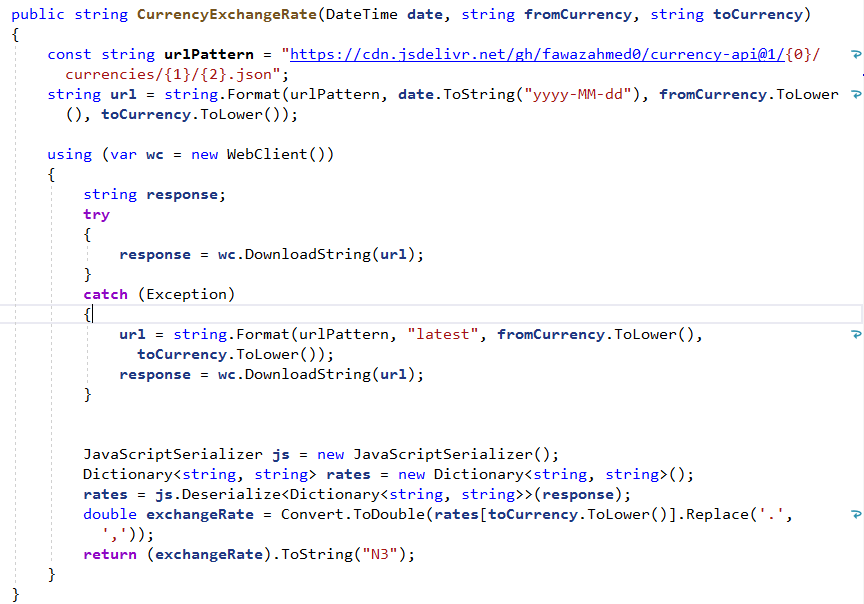 public string CurrencyExchangeRate(DateTime date, string fromCurrency, string toCurrency)
{
    const string urlPattern = "https://cdn.jsdelivr.net/gh/fawazahmed0/currency-api@1/{0}/
      currencies/{1}/{2}.json";
    string url = string.Format(urlPattern, date.ToString("yyyy-MM-dd"), fromCurrency.ToLower
      (), toCurrency.ToLower());

    using (var wc = new WebClient())
    {
        string response;
        try
        {
            response = wc.DownloadString(url);
        }
        catch (Exception)
        {
            url = string.Format(urlPattern, "latest", fromCurrency.ToLower(),
              toCurrency.ToLower());
            response = wc.DownloadString(url);
        }


        JavaScriptSerializer js = new JavaScriptSerializer();
        Dictionary<string, string> rates = new Dictionary<string, string>();
        rates = js.Deserialize<Dictionary<string, string>>(response);
        double exchangeRate = Convert.ToDouble(rates[toCurrency.ToLower()].Replace('.',
          ','));
        return (exchangeRate).ToString("N3");
    }
}